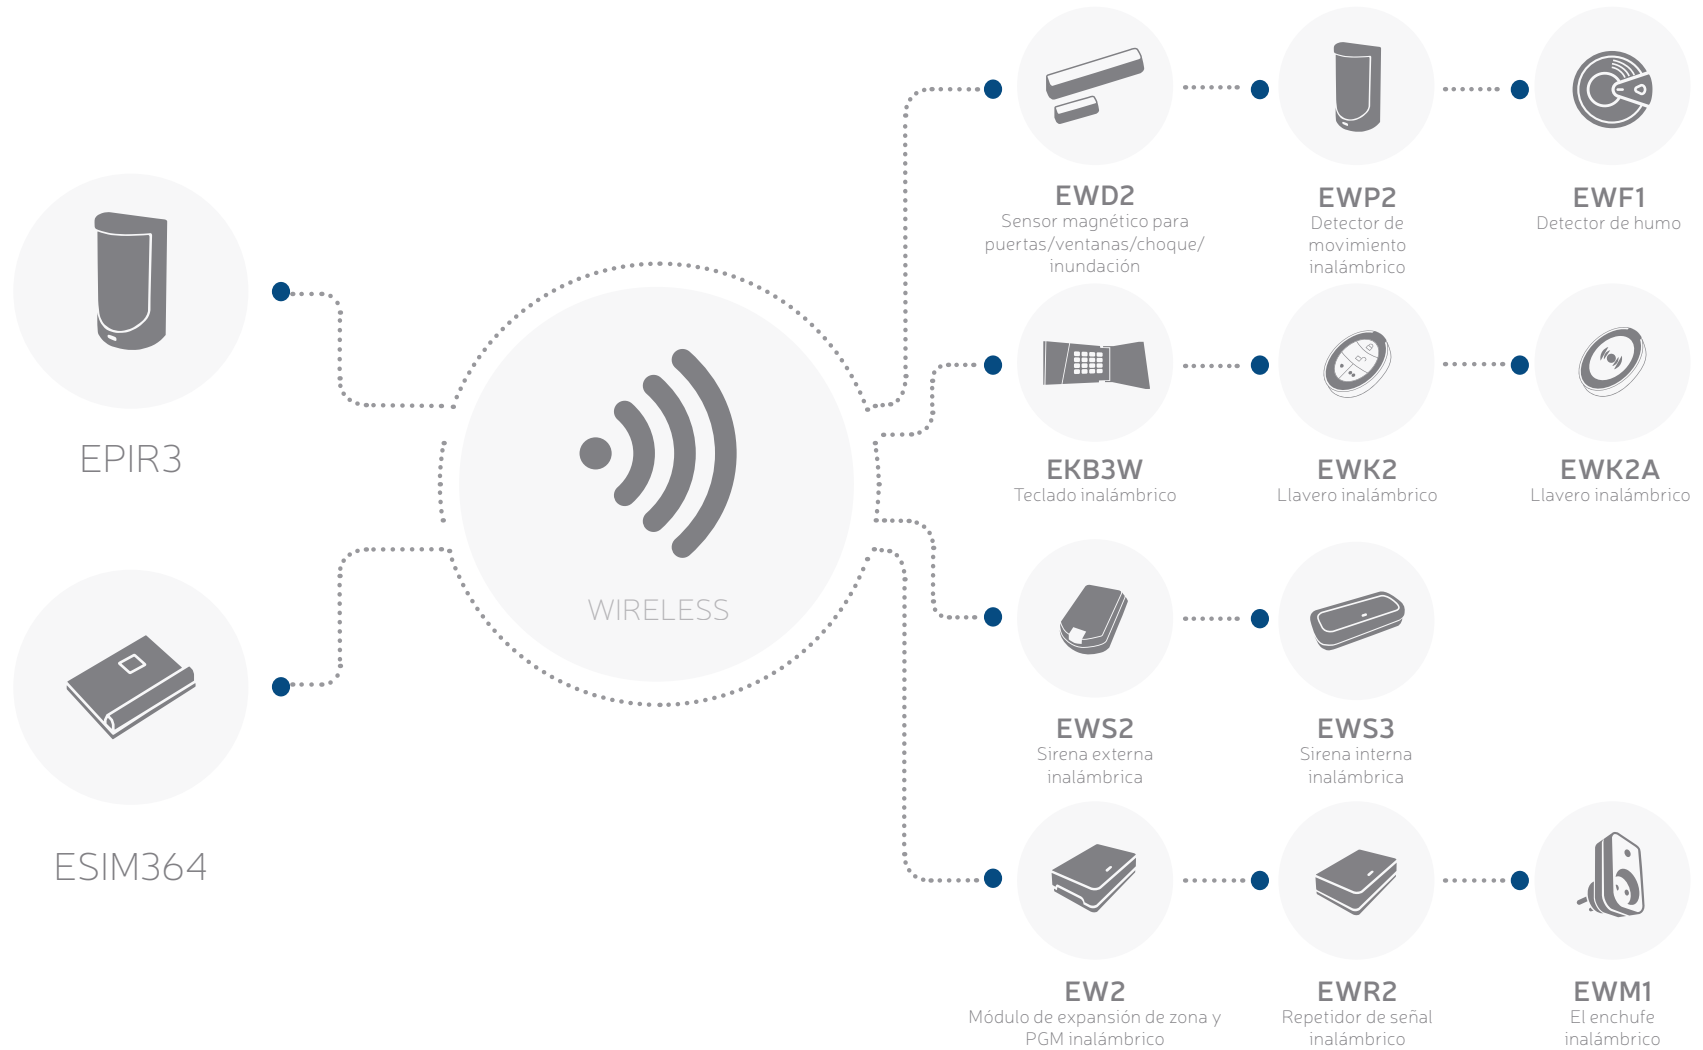 EPIR3
ESIM364
WIRELESS
EWD2
Sensor magnético para
puertas/ventanas/choque/
inundación
EWP2
Detector de
movimiento
inalámbrico
EWF1
Detector de humo
EKB3W
Teclado inalámbrico
EWK2
Llavero inalámbrico
EWK2A
Llavero inalámbrico
EWS2
Sirena externa
inalámbrica
EWS3
Sirena interna
inalámbrica
EW2
Módulo de expansión de zona y
PGM inalámbrico
EWR2
Repetidor de señal
inalámbrico
EWM1
El enchufe
inalámbrico